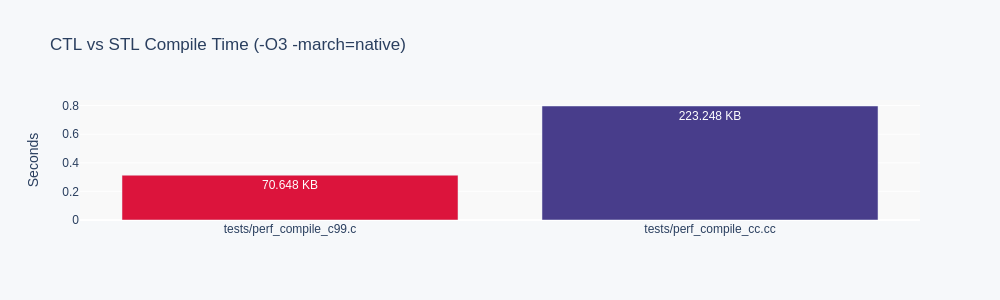 CTL vs STL Compile Time (-O3 -march=native)
Seconds
0.8
0.6
0.4
0.2
0
70.648 KB
223.248 KB
tests/perf_compile_c99.c
tests/perf_compile_cc.cc